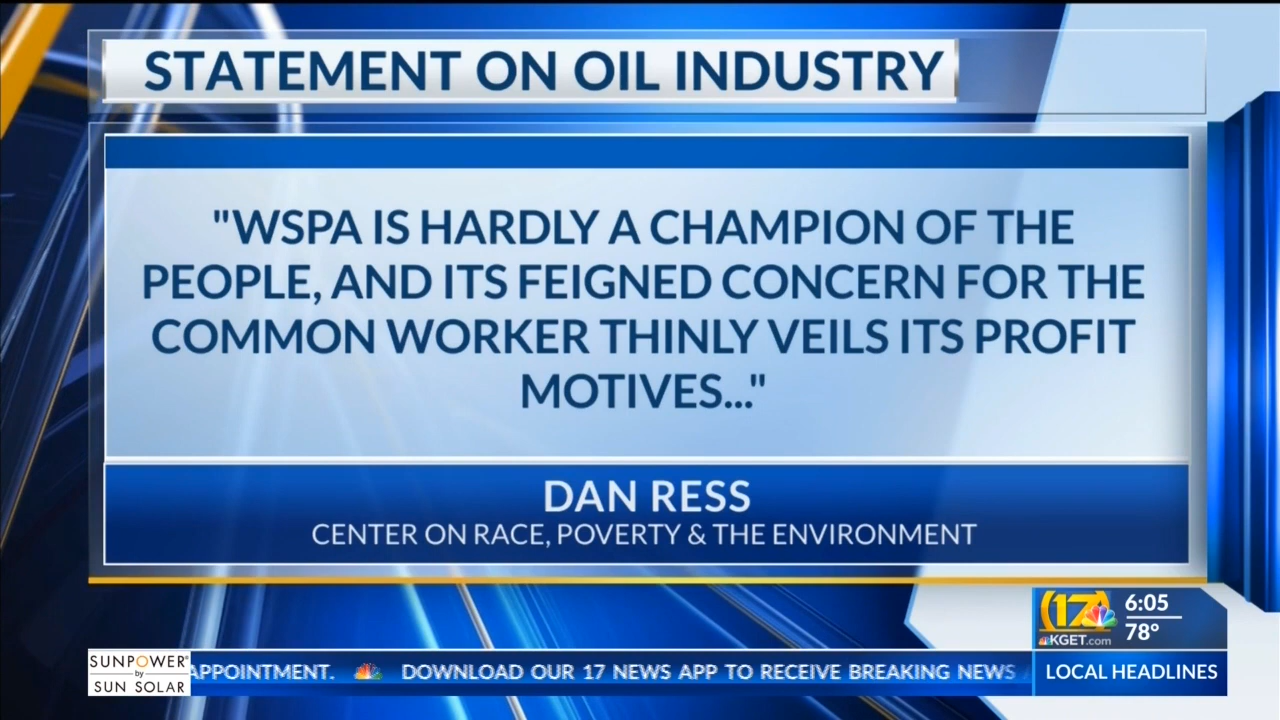 STATEMENT ON OIL INDUSTRY
"WSPA IS HARDLY A CHAMPION OF THE
PEOPLE, AND ITS FEIGNED CONCERN FOR THE
COMMON WORKER THINLY VEILS ITS PROFIT
MOTIVES..."
DAN RESS
CENTER ON RACE, POVERTY & THE ENVIRONMENT
17
KGET.com
6:05
78°
SUNPOWER®
by
SUN SOLAR
APPOINTMENT. DOWNLOAD OUR 17 NEWS APP TO RECEIVE BREAKING NEWS
LOCAL HEADLINES